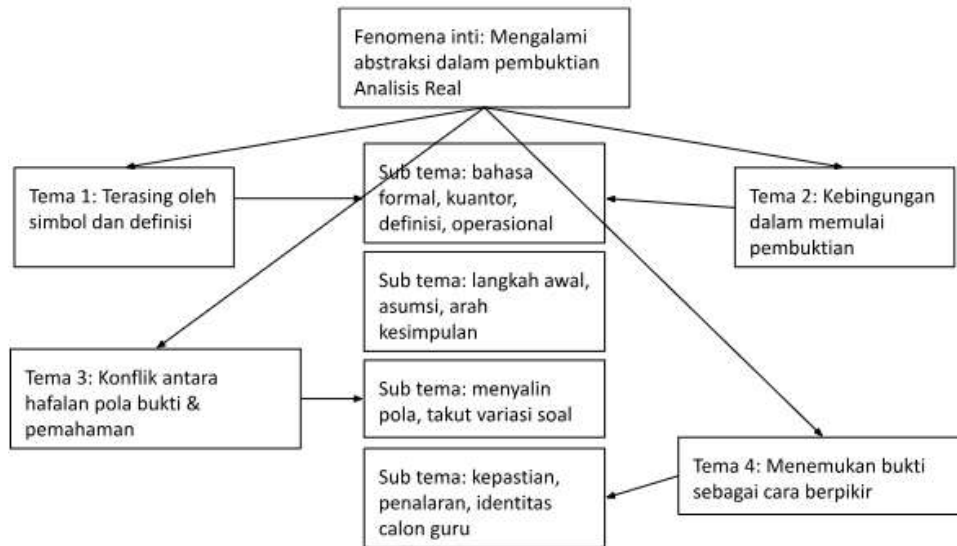 Fenomena inti: Mengalami
abstraksi dalam pembuktian
Analisis Real
Tema 1: Terasing oleh
simbol dan definisi
Sub tema: bahasa
formal, kuantor,
definisi, operasional
Tema 2: Kebingungan
dalam memulai
pembuktian
Sub tema: langkah awal,
asumsi, arah
kesimpulan
Tema 3: Konflik antara
hafalan pola bukti &
pemahaman
Sub tema: menyalin
pola, takut variasi soal
Tema 4: Menemukan bukti
sebagai cara berpikir
Sub tema: kepastian,
penalaran, identitas
calon guru